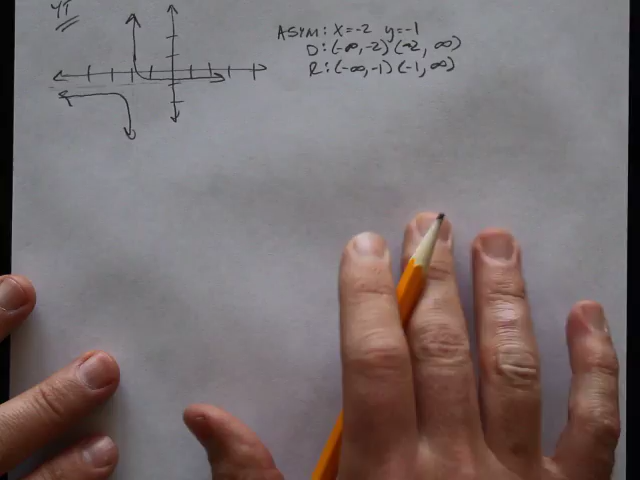 YT
ASYM: X=-2 y=-1
D: (-∞,-2)(-2, ∞)
R: (-∞,-1)(-1, ∞)